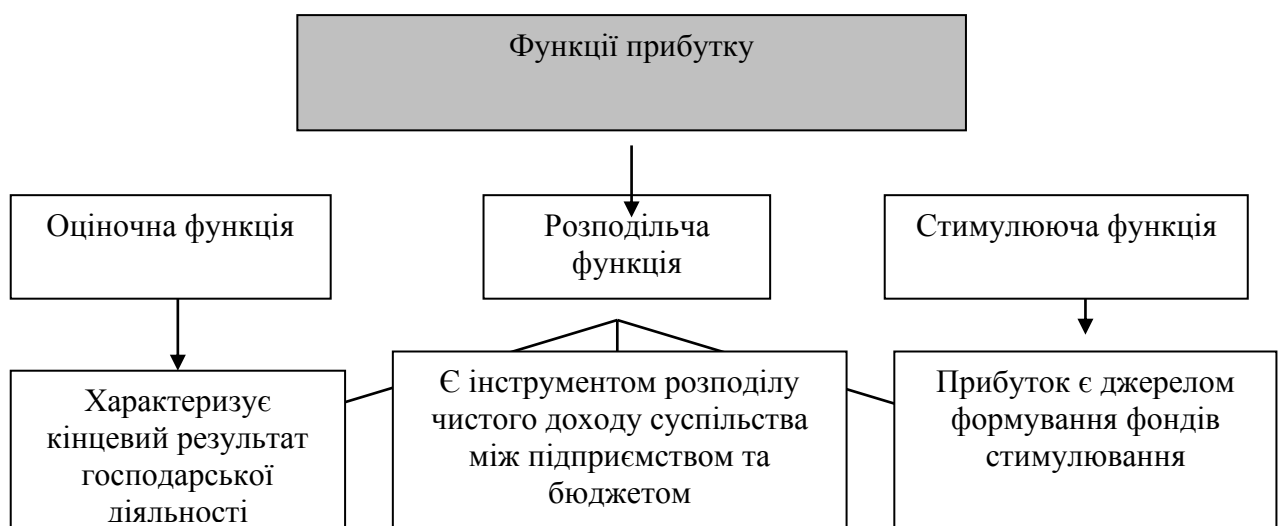 Функції прибутку
Оціночна функція
Розподільча
функція
Стимулююча функція
Характеризує
кінцевий результат
господарської
діяльності
Є інструментом розподілу
чистого доходу суспільства
між підприємством та
бюджетом
Прибуток є джерелом
формування фондів
стимулювання